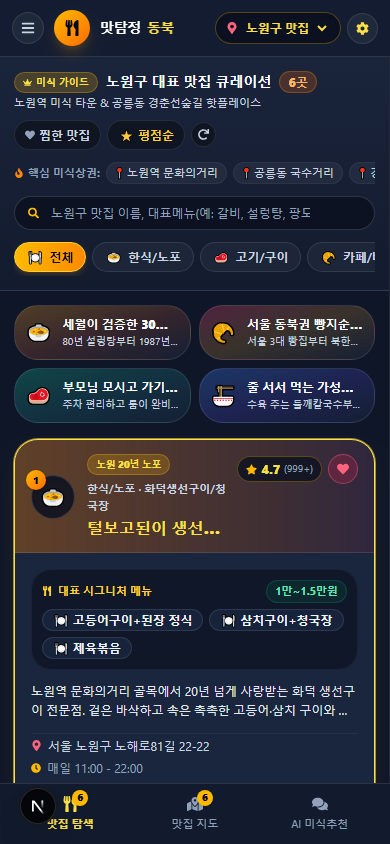 맛탐정 동북
노원구 맛집
미식 가이드 노원구 대표 맛집 큐레이션 6곳
노원역 미식 타운 & 공릉동 경춘선숲길 핫플레이스
찜한 맛집 평점순
핵심 미식상권: 노원역 문화의거리 공릉동 국수거리
노원구 맛집 이름, 대표메뉴(예: 갈비, 설렁탕, 팡도
전체 한식/노포 고기/구이 카페/
세월이 검증한 30... 서울 동북권 빵지순...
80년 설렁탕부터 1987년... 서울 3대 빵집부터 북한...
부모님 모시고 가기... 줄 서서 먹는 가성...
주차 편리하고 룸이 완비... 수육 주는 들깨칼국수부...
노원 20년 노포
1
4.7 (999+)
한식/노포 · 화덕생선구이/청
국장
털보고된이 생선...
대표 시그니처 메뉴 1만~1.5만원
고등어구이+된장 정식 삼치구이+청국장
제육볶음
노원역 문화의거리 골목에서 20년 넘게 사랑받는 화덕 생선구
이 전문점. 겉은 바삭하고 속은 촉촉한 고등어·삼치 구이와 ...
서울 노원구 노해로81길 22-22
매일 11:00 - 22:00
N 6 6
맛집 탐색 맛집 지도 AI 미식추천